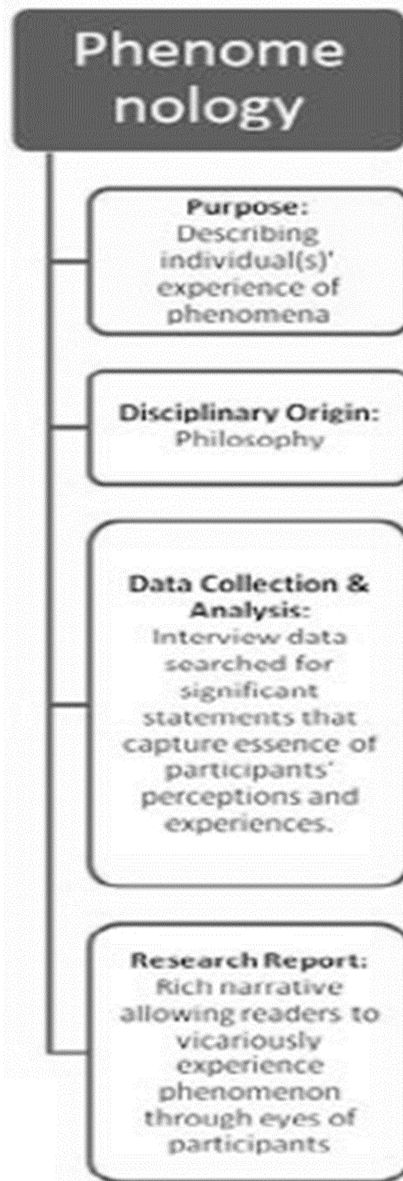 Phenome
nology
Purpose:
Describing
individual(s)'
experience of
phenomena
Disciplinary Origin:
Philosophy
Data Collection &
Analysis:
Interview data
searched for
significant
statements that
capture essence of
participants'
perceptions and
experiences.
Research Report:
Rich narrative
allowing readers to
vicariously
experience
phenomenon
through eyes of
participants